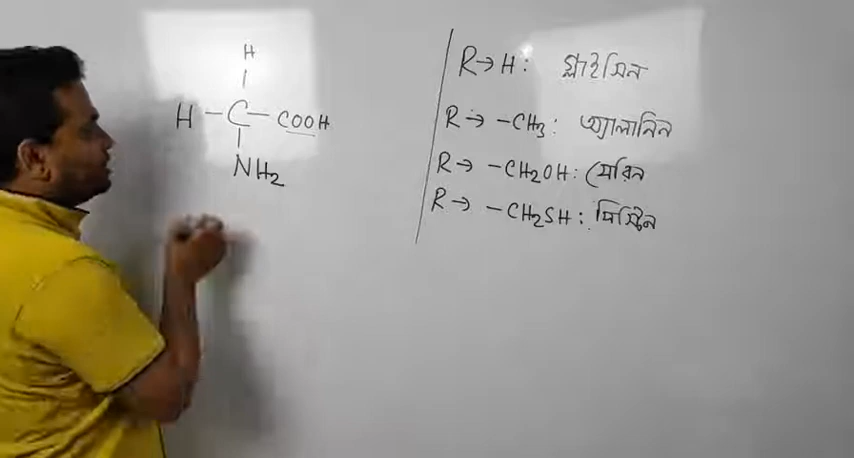 H
|
H – C – COOH
|
NH₂
R → H : গ্লাইসিন
R → –CH₃ : অ্যালানিন
R → –CH₂OH : সেরিন
R → –CH₂SH : সিস্টিন